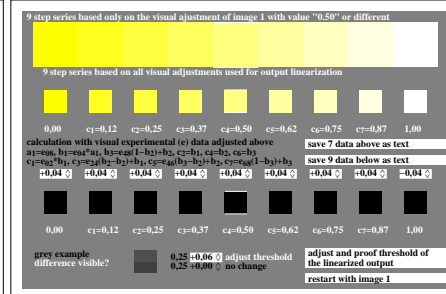 9 step series based only on the visual ajustment of image 1 with value "0.50" or different
9 step series based on all visual adjustments used for output linearization
0,00 c1=0,12 c2=0,25 c3=0,37 c4=0,50 c5=0,62 c6=0,75 c7=0,87 1,00
calculation with visual experimental (e) data adjusted above
a1=e08, b1=e04*a1, b3=e48(1−b2)+b2, c2=b1, c4=b2, c6=b3
c1=e02*b1, c3=e24(b2−b2)+b1, c5=e46(b3−b2)+b2, c7=e68(1−b3)+b3
save 7 data above as text
save 9 data below as text
+0,04 +0,04 +0,04 +0,04 +0,04 +0,04 +0,04 +0,04 −0,04
0,00 c1=0,12 c2=0,25 c3=0,37 c4=0,50 c5=0,62 c6=0,75 c7=0,87 1,00
grey example
difference visible?
0,25 +0,06 adjust threshold
0,25 +0,00 no change
adjust and proof threshold of
the linearized output
restart with image 1